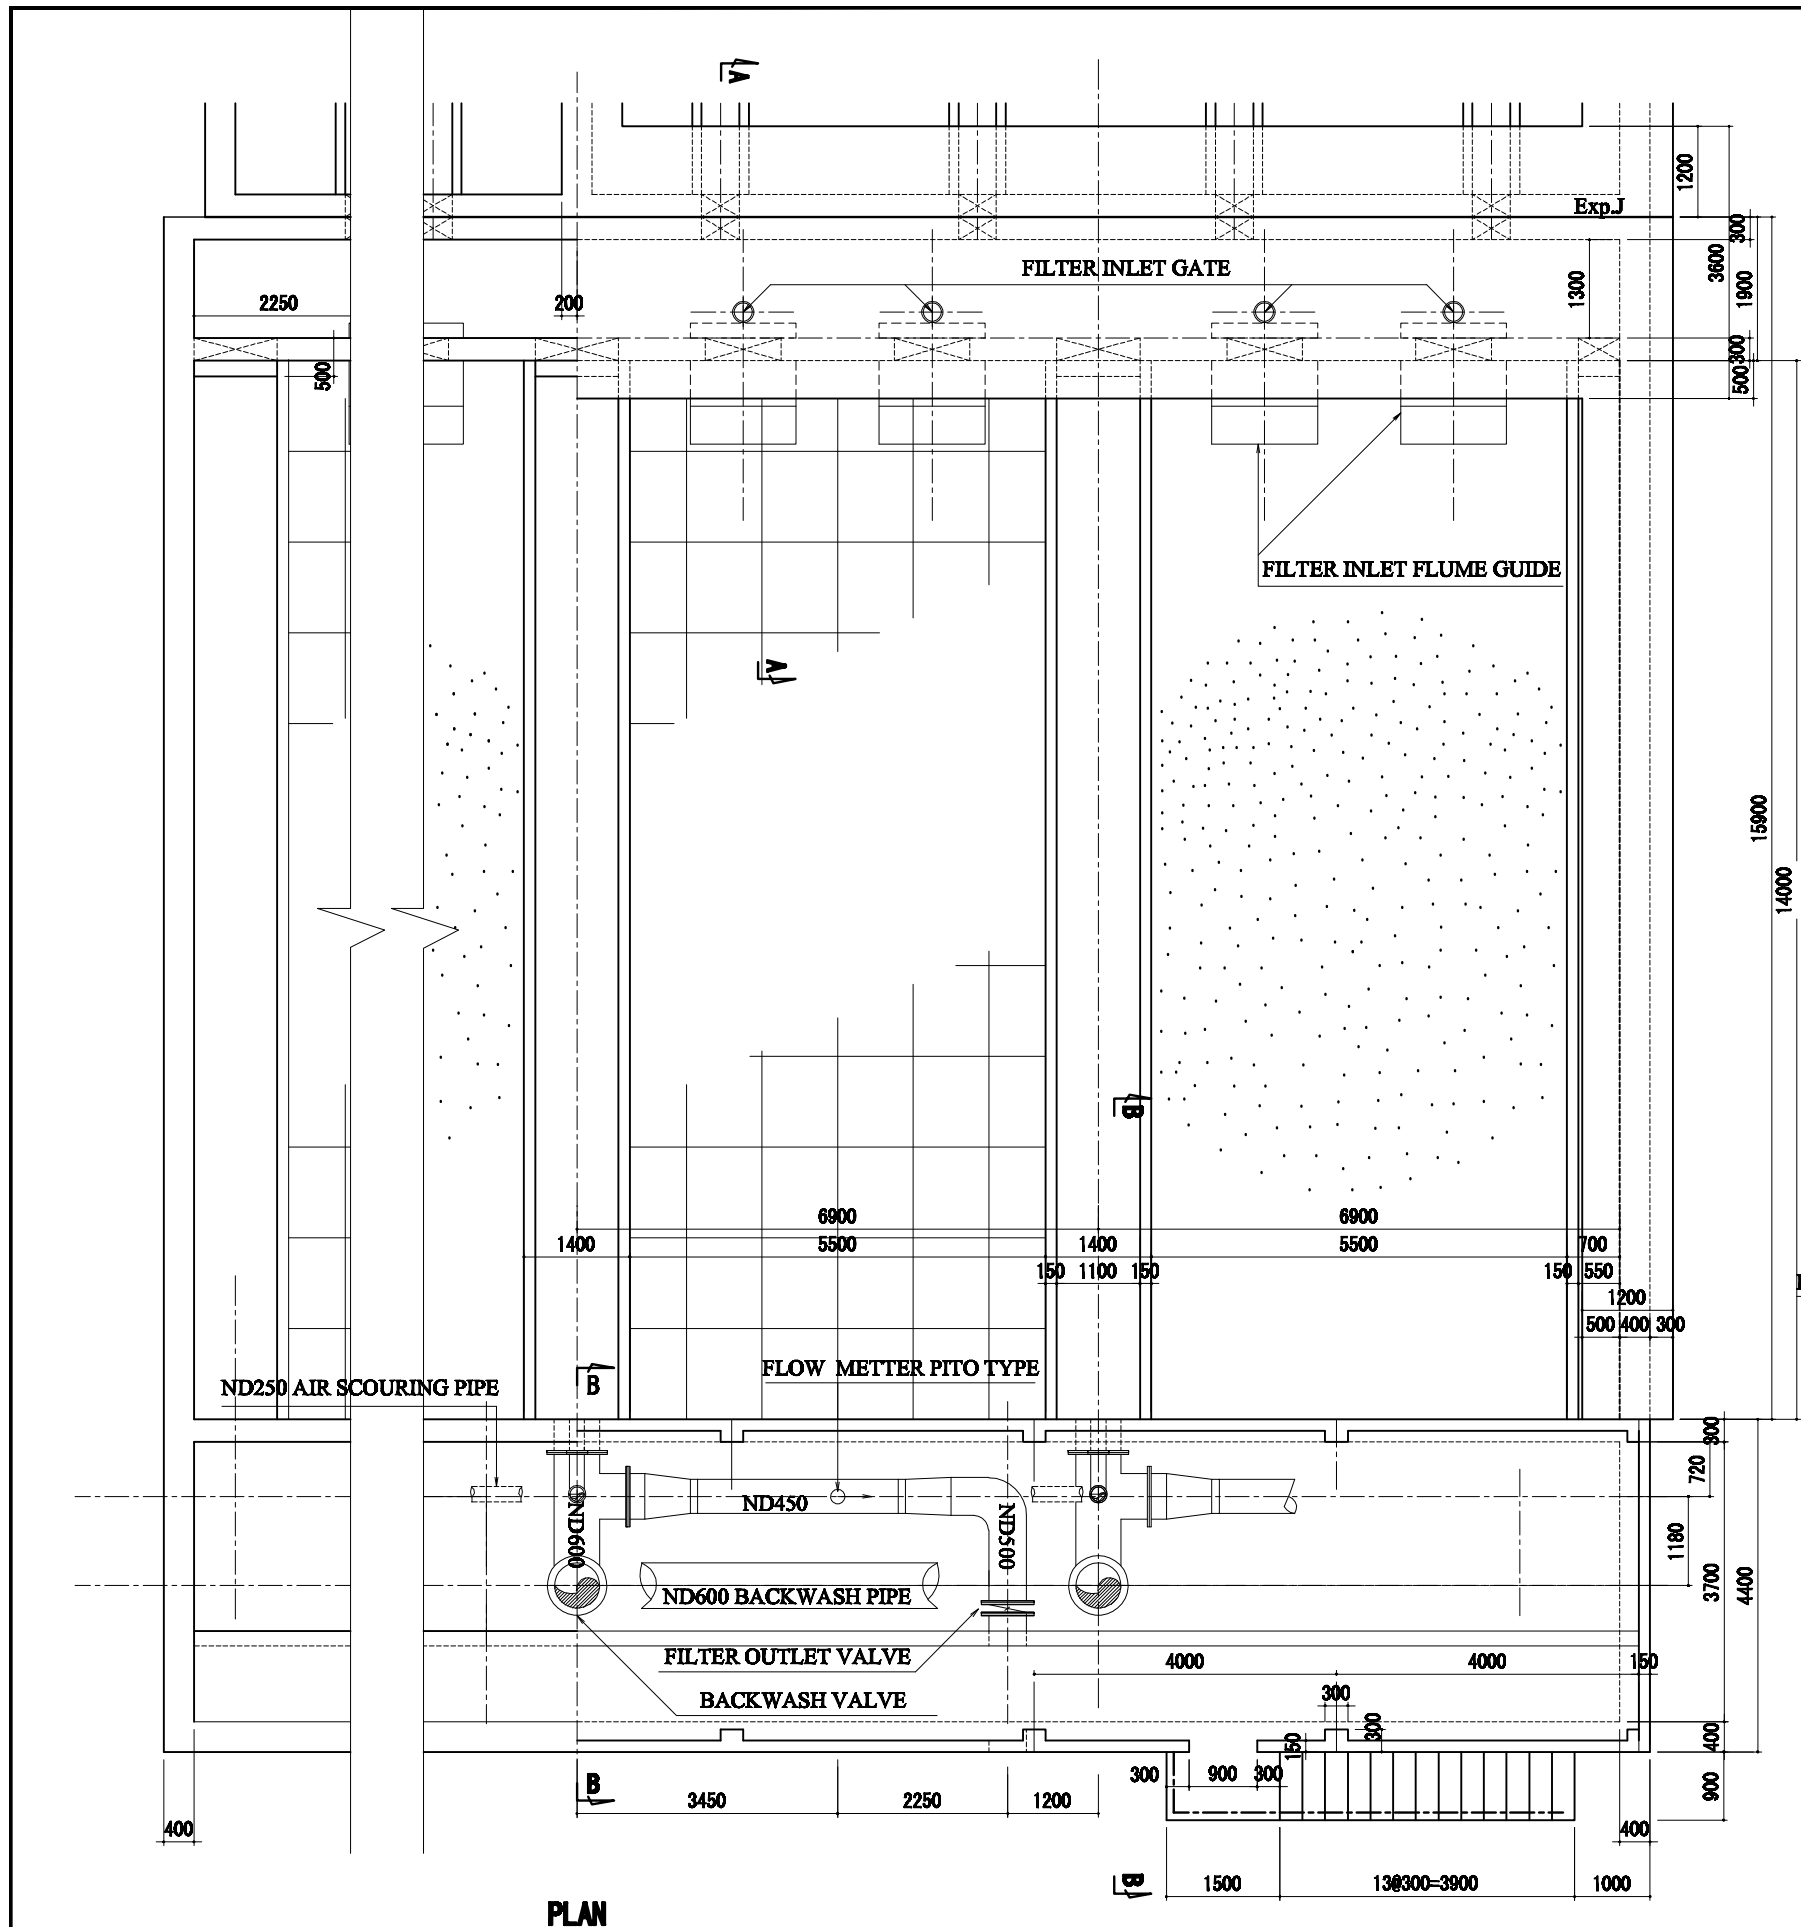 A
1200
Exp.J
300
3600
1900
1300
FILTER INLET GATE
2250
200
300
500
500
FILTER INLET FLUME GUIDE
A
15900
14000
B
6900
6900
1400
5500
1400
5500
700
150
1100
150
150
550
1200
500
400
300
FLOW  METTER PITO TYPE
B
ND250 AIR SCOURING PIPE
300
720
ND450
ND600
ND500
1180
ND600 BACKWASH PIPE
3700
4400
FILTER OUTLET VALVE
4000
4000
150
BACKWASH VALVE
300
300
150
400
300
900
300
900
B
3450
2250
1200
400
400
B
1500
13@300=3900
1000
PLAN